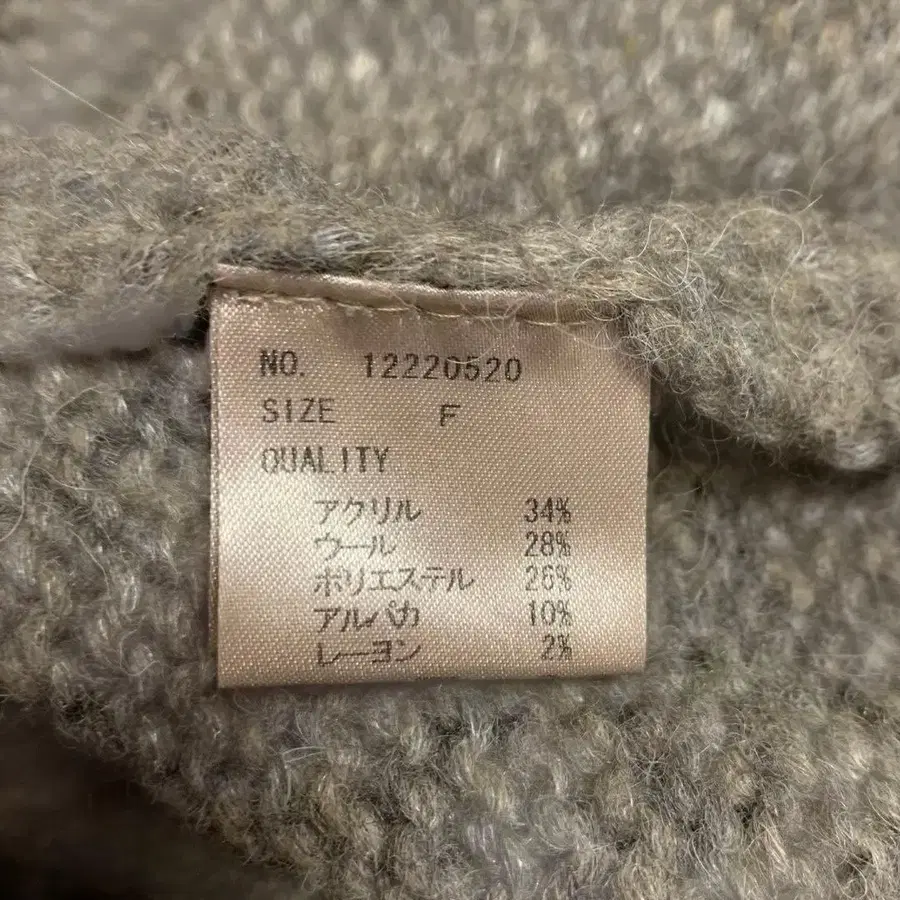 NO. 12220520
SIZE F
QUALITY
アクリル 34%
ウール 28%
ポリエステル 26%
アルパカ 10%
レーヨン 2%